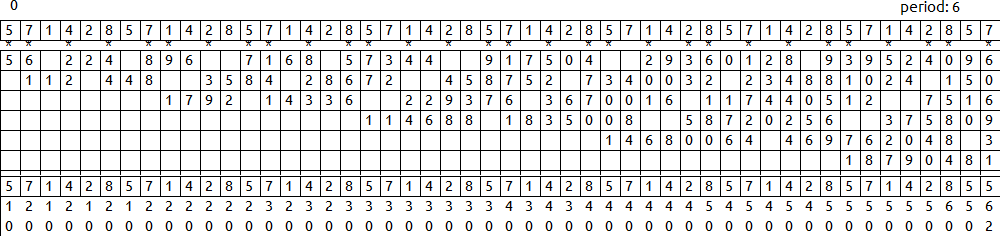 0 period: 6
5 7 1 4 2 8 5 7 1 4 2 8 5 7 1 4 2 8 5 7 1 4 2 8 5 7 1 4 2 8 5 7 1 4 2 8 5 7 1 4 2 8 5 7 1 4 2 8 5 7
* * * * * * * * * * * * * * * * * * * * * * * * * * * * * *
5 6 2 2 4 8 9 6 7 1 6 8 5 7 3 4 4 9 1 7 5 0 4 2 9 3 6 0 1 2 8 9 3 9 5 2 4 0 9 6
1 1 2 4 4 8 3 5 8 4 2 8 6 7 2 4 5 8 7 5 2 7 3 4 0 0 3 2 2 3 4 8 8 1 0 2 4 1 5 0
1 7 9 2 1 4 3 3 6 2 2 9 3 7 6 3 6 7 0 0 1 6 1 1 7 4 4 0 5 1 2 7 5 1 6
1 1 4 6 8 8 1 8 3 5 0 0 8 5 8 7 2 0 2 5 6 3 7 5 8 0 9
1 4 6 8 0 0 6 4 4 6 9 7 6 2 0 4 8 3
1 8 7 9 0 4 8 1
5 7 1 4 2 8 5 7 1 4 2 8 5 7 1 4 2 8 5 7 1 4 2 8 5 7 1 4 2 8 5 7 1 4 2 8 5 7 1 4 2 8 5 7 1 4 2 8 5 5
1 2 1 2 1 2 1 2 2 2 2 2 2 3 2 3 2 3 3 3 3 3 3 3 3 4 3 4 3 4 4 4 4 4 4 5 4 5 4 5 4 5 5 5 5 5 5 6 5 6
0 0 0 0 0 0 0 0 0 0 0 0 0 0 0 0 0 0 0 0 0 0 0 0 0 0 0 0 0 0 0 0 0 0 0 0 0 0 0 0 0 0 0 0 0 0 0 0 0 2